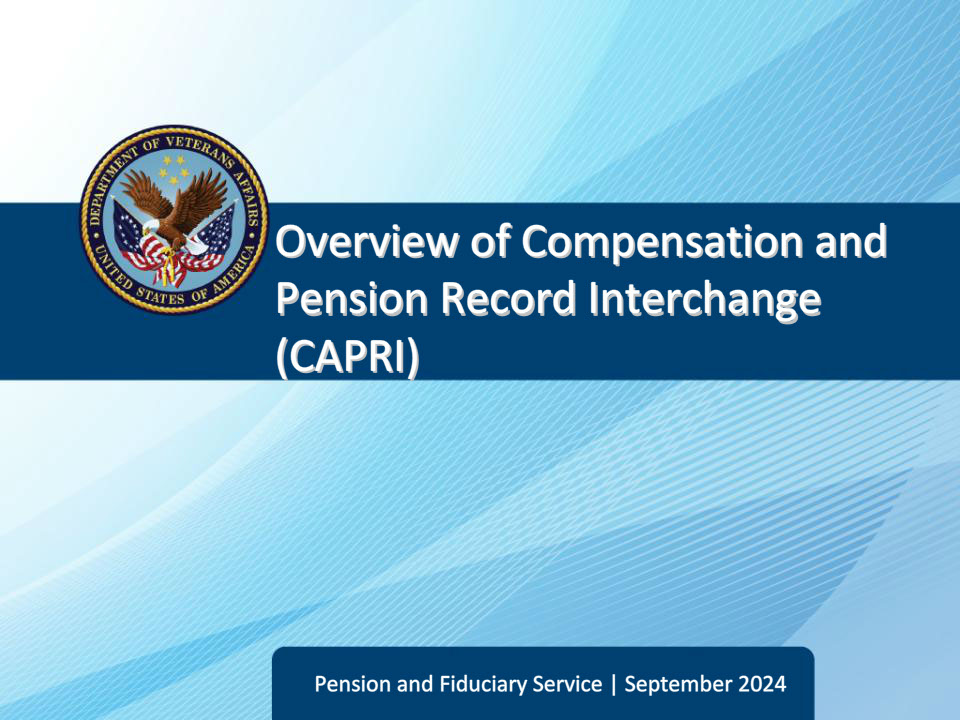 DEPARTMENT OF VETERANS AFFAIRS
UNITED STATES OF AMERICA
Overview of Compensation and
Pension Record Interchange
(CAPRI)
Pension and Fiduciary Service | September 2024